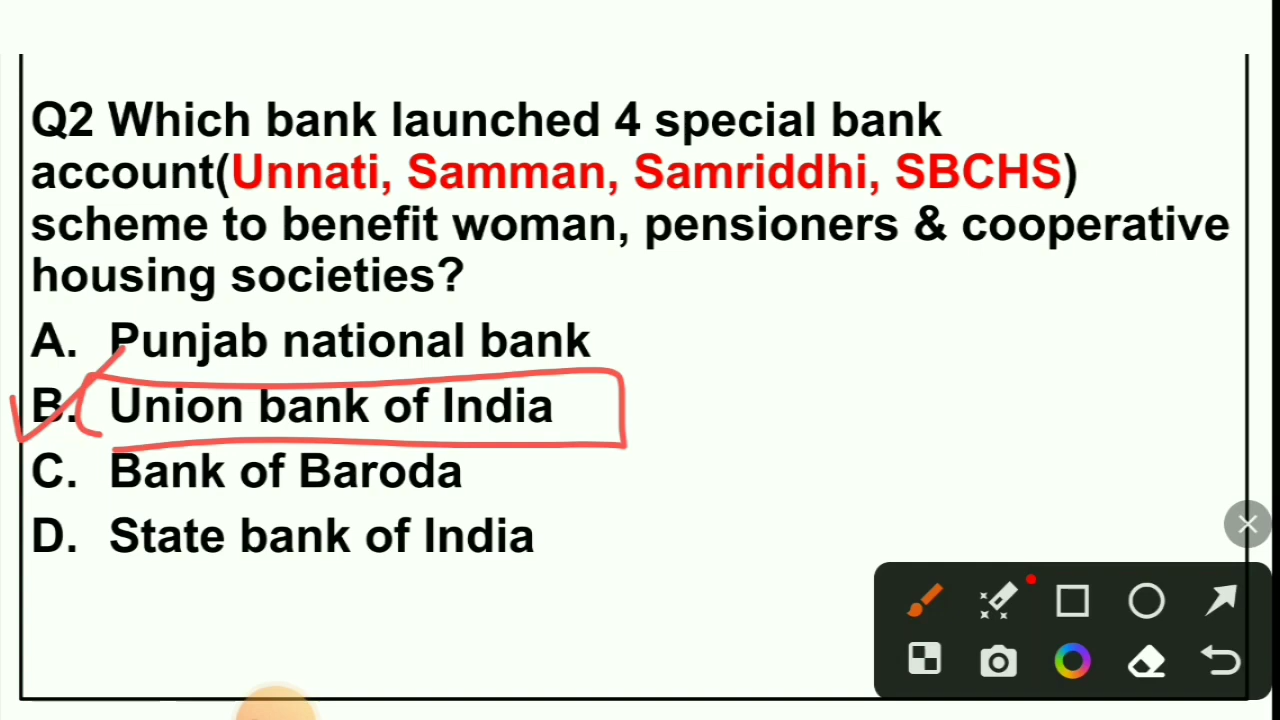 Q2 Which bank launched 4 special bank
account(Unnati, Samman, Samriddhi, SBCHS)
scheme to benefit woman, pensioners & cooperative
housing societies?
A. Punjab national bank
B. Union bank of India
C. Bank of Baroda
D. State bank of India